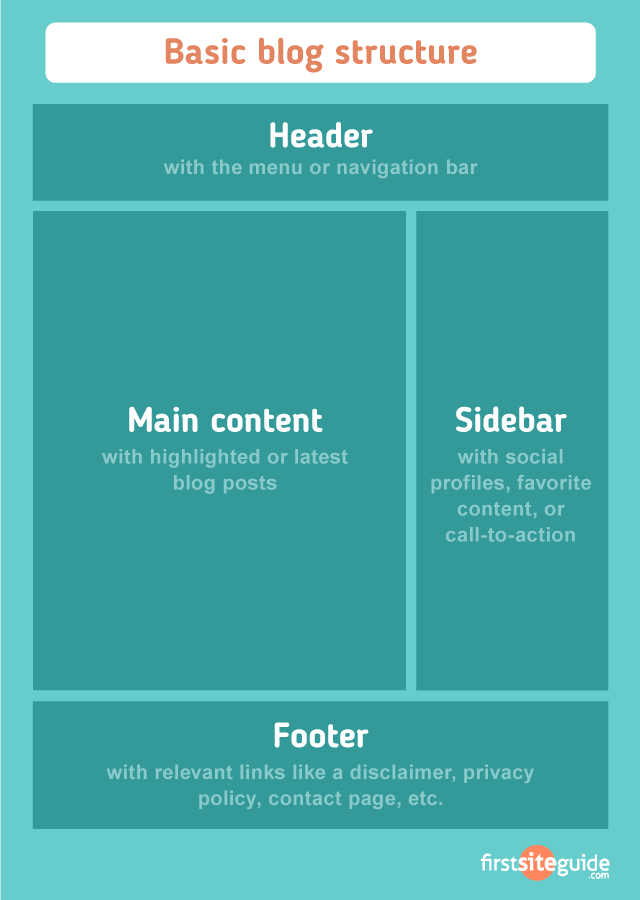 Basic blog structure
Header
with the menu or navigation bar
Main content
with highlighted or latest
blog posts
Sidebar
with social
profiles, favorite
content, or
call-to-action
Footer
with relevant links like a disclaimer, privacy
policy, contact page, etc.
firstsiteguide
.com